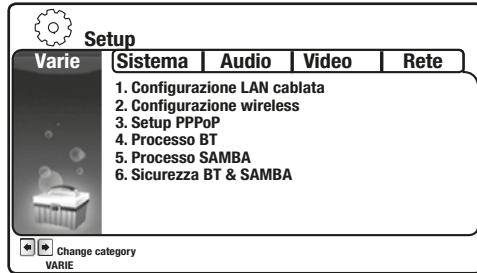 Setup
Varie Sistema Audio Video Rete
1. Configurazione LAN cablata
2. Configurazione wireless
3. Setup PPPoP
4. Processo BT
5. Processo SAMBA
6. Sicurezza BT & SAMBA
Change category
VARIE